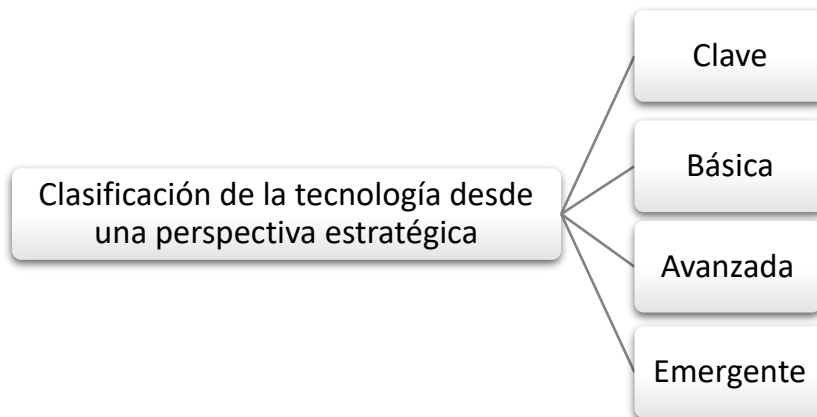 Clasificación de la tecnología desde
una perspectiva estratégica
Clave
Básica
Avanzada
Emergente